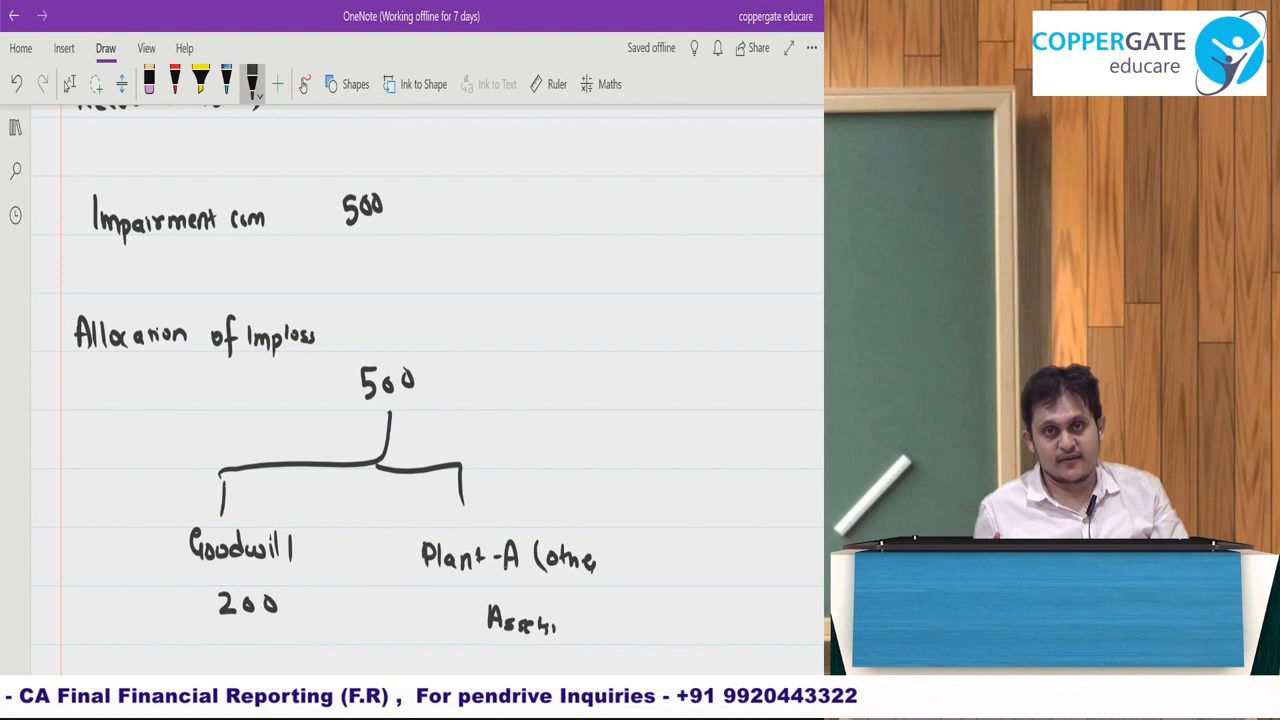 OneNote (Working offline for 7 days)
coppergate educare
Home Insert Draw View Help
Saved offline
Share
Shapes
Ink to Shape
Ink to Text
Ruler
Maths
COPPERGATE
educare
Impairment
500
Allocation of Imploss
500
Goodwill
Plant-A (other
200
Assets
- CA Final Financial Reporting (F.R) , For pendrive Inquiries - +91 9920443322